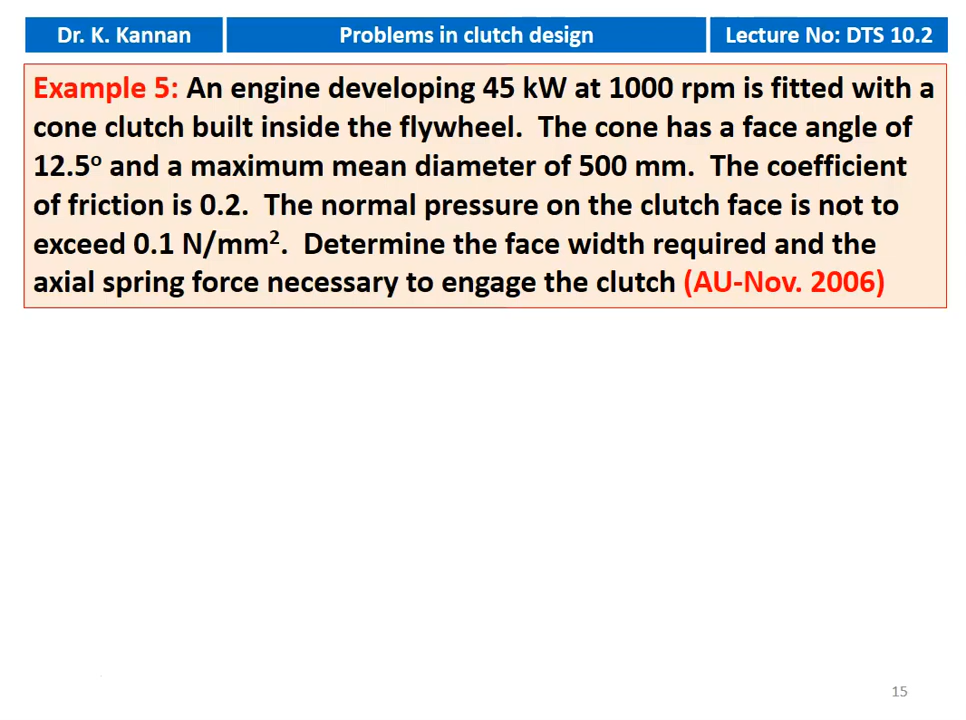 Dr. K. Kannan
Problems in clutch design
Lecture No: DTS 10.2
Example 5: An engine developing 45 kW at 1000 rpm is fitted with a
cone clutch built inside the flywheel. The cone has a face angle of
12.5º and a maximum mean diameter of 500 mm. The coefficient
of friction is 0.2. The normal pressure on the clutch face is not to
exceed 0.1 N/mm². Determine the face width required and the
axial spring force necessary to engage the clutch (AU-Nov. 2006)
15